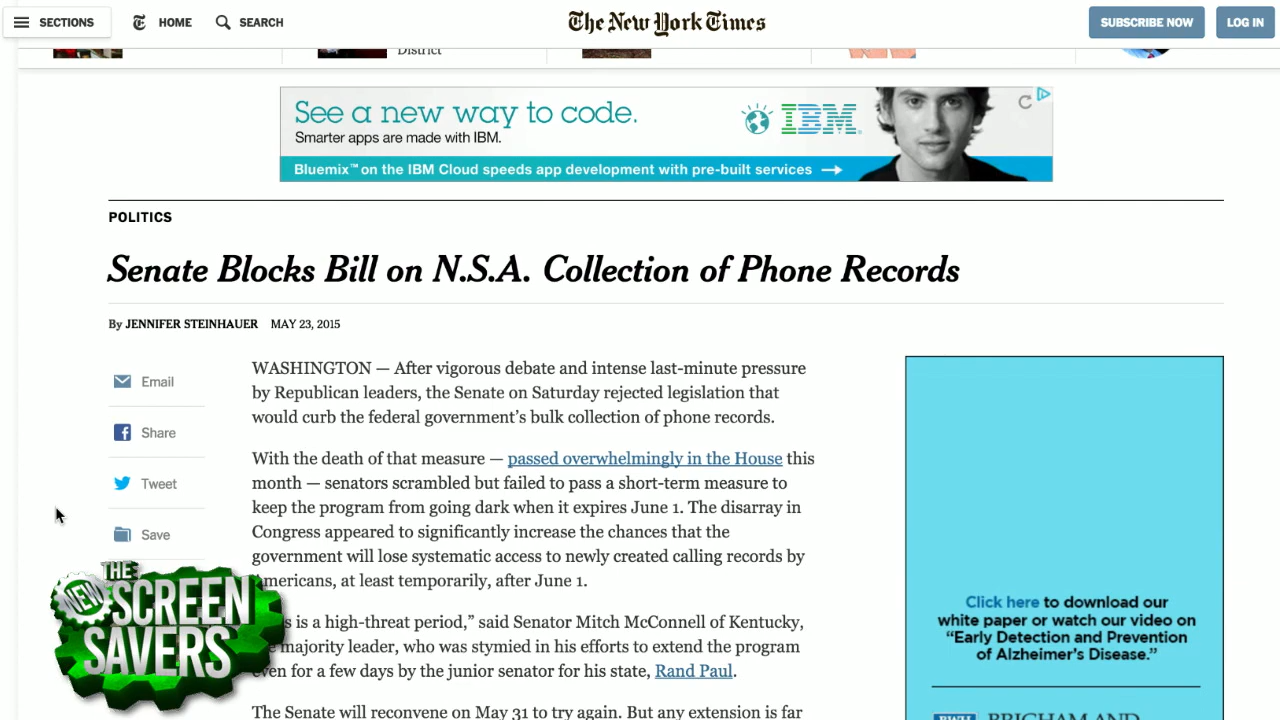 SECTIONS
HOME
SEARCH
The New York Times
SUBSCRIBE NOW
LOG IN
District
See a new way to code.
Smarter apps are made with IBM.
IBM
Bluemix™ on the IBM Cloud speeds app development with pre-built services
POLITICS
Senate Blocks Bill on N.S.A. Collection of Phone Records
By JENNIFER STEINHAUER MAY 23, 2015
Email
Share
Tweet
Save
WASHINGTON — After vigorous debate and intense last-minute pressure
by Republican leaders, the Senate on Saturday rejected legislation that
would curb the federal government's bulk collection of phone records.
With the death of that measure — passed overwhelmingly in the House this
month — senators scrambled but failed to pass a short-term measure to
keep the program from going dark when it expires June 1. The disarray in
Congress appeared to significantly increase the chances that the
government will lose systematic access to newly created calling records by
Americans, at least temporarily, after June 1.
is a high-threat period,” said Senator Mitch McConnell of Kentucky,
majority leader, who was stymied in his efforts to extend the program
even for a few days by the junior senator for his state, Rand Paul.
The Senate will reconvene on May 31 to try again. But any extension is far
Click here to download our
white paper or watch our video on
“Early Detection and Prevention
of Alzheimer's Disease.”
BWH
BRIGHAM AND
THE
NEW
SCREEN
SAVERS